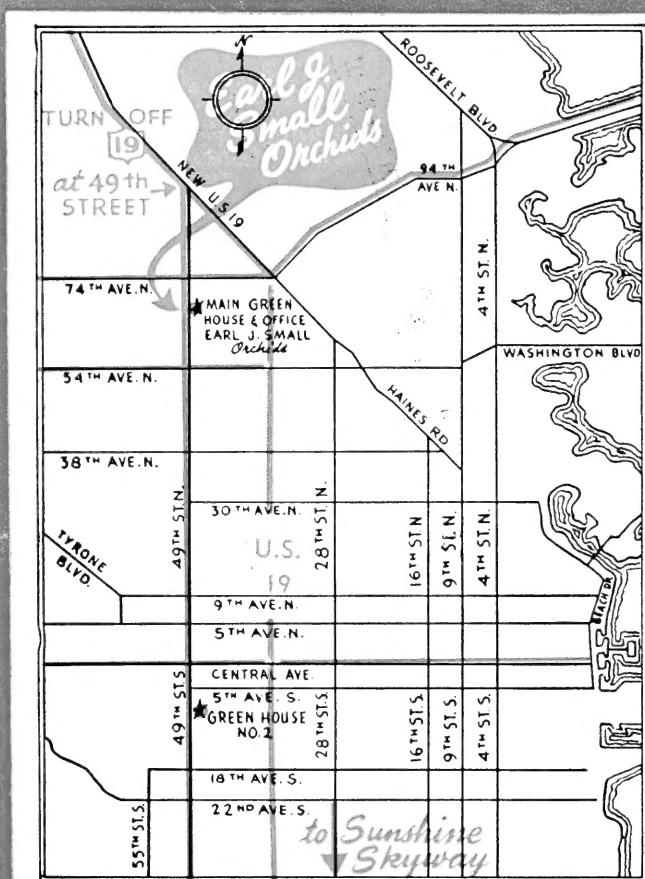 N
Earl J.
Small
Orchids
ROOSEVELT BLVD.
TURN OFF
19
at 49th
STREET
NEW U.S 19
94TH
AVE N.
4TH ST. N.
74TH AVE. N.
MAIN GREEN
HOUSE & OFFICE
EARL J. SMALL
Orchids
WASHINGTON BLVD
54TH AVE. N.
HAINES RD
38TH AVE. N.
49TH ST. N.
30TH AVE. N.
28TH ST. N.
16TH ST N
9TH ST. N
4TH ST. N.
TYRONE
BLVD.
U.S.
19
9TH AVE. N.
BEACH DR.
5TH AVE. N.
CENTRAL AVE.
49TH ST. S
5TH AVE. S.
GREEN HOUSE
NO. 2
28TH ST. S.
16TH ST. S.
9TH ST. S.
4TH ST. S.
18TH AVE. S.
22ND AVE. S.
55TH ST. S.
to Sunshine
Skyway